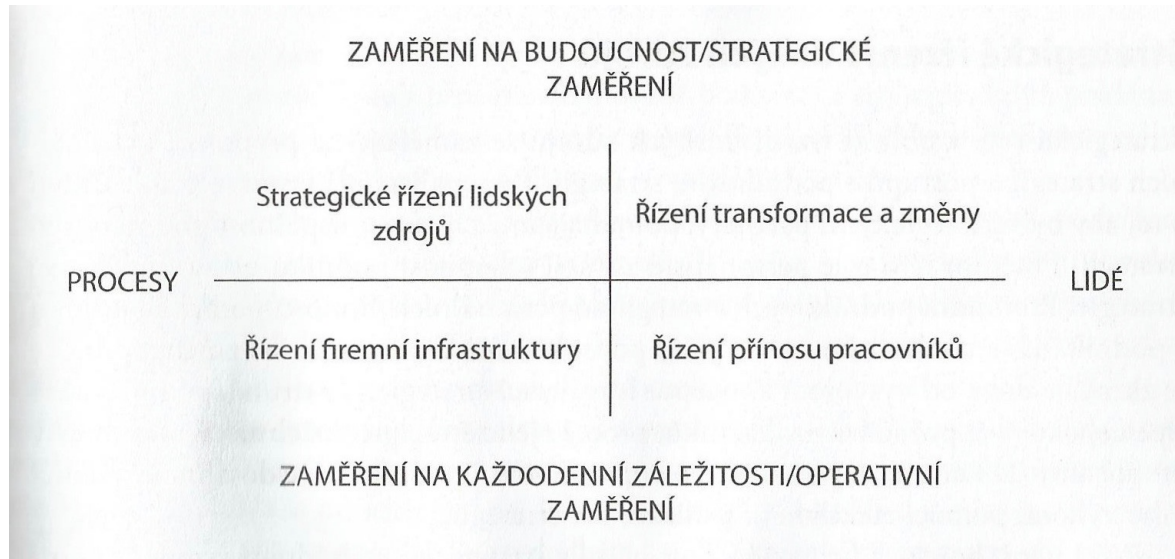 ZAMĚŘENÍ NA BUDOUCNOST/STRATEGICKÉ
ZAMĚŘENÍ
Strategické řízení lidských
zdrojů
Řízení transformace a změny
PROCESY
LIDÉ
Řízení firemní infrastruktury
Řízení přínosu pracovníků
ZAMĚŘENÍ NA KAŽDODENNÍ ZÁLEŽITOSTI/OPERATIVNÍ
ZAMĚŘENÍ